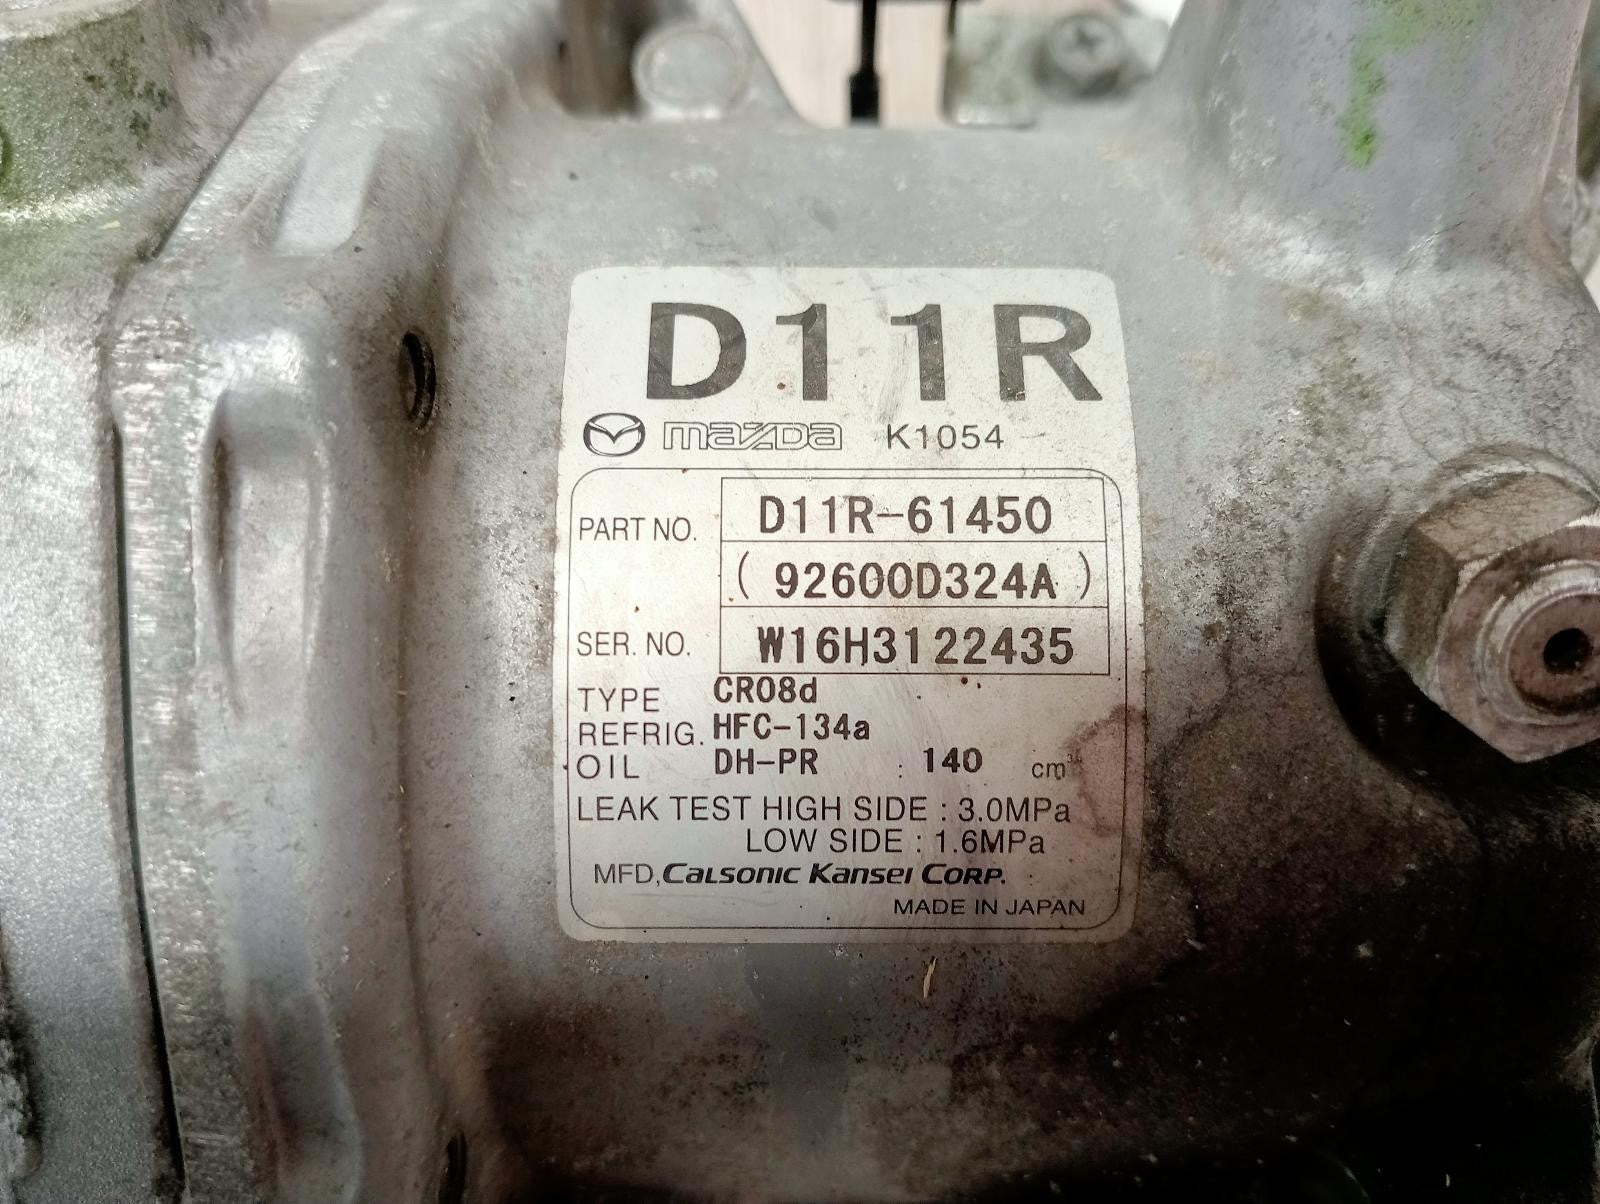 D11R
mazda K1054
PART NO. D11R-61450
( 92600D324A )
SER. NO. W16H3122435
TYPE CR08d
REFRIG. HFC-134a
OIL DH-PR : 140 cm³
LEAK TEST HIGH SIDE : 3.0MPa
LOW SIDE : 1.6MPa
MFD, CALSONIC KANSEI CORP.
MADE IN JAPAN